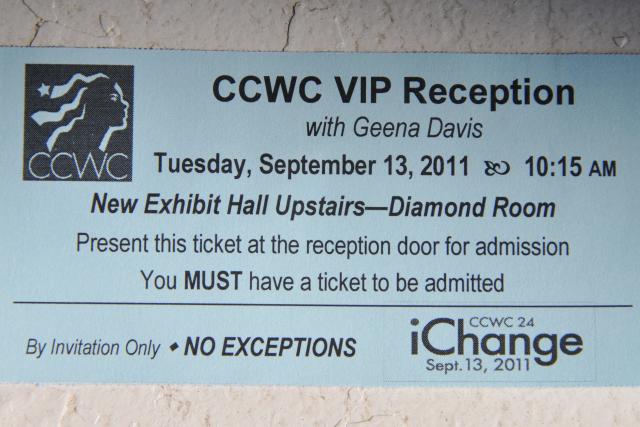 CCWC
CCWC VIP Reception
with Geena Davis
Tuesday, September 13, 2011 10:15 AM
New Exhibit Hall Upstairs—Diamond Room
Present this ticket at the reception door for admission
You MUST have a ticket to be admitted
By Invitation Only • NO EXCEPTIONS
CCWC 24
iChange
Sept.13, 2011